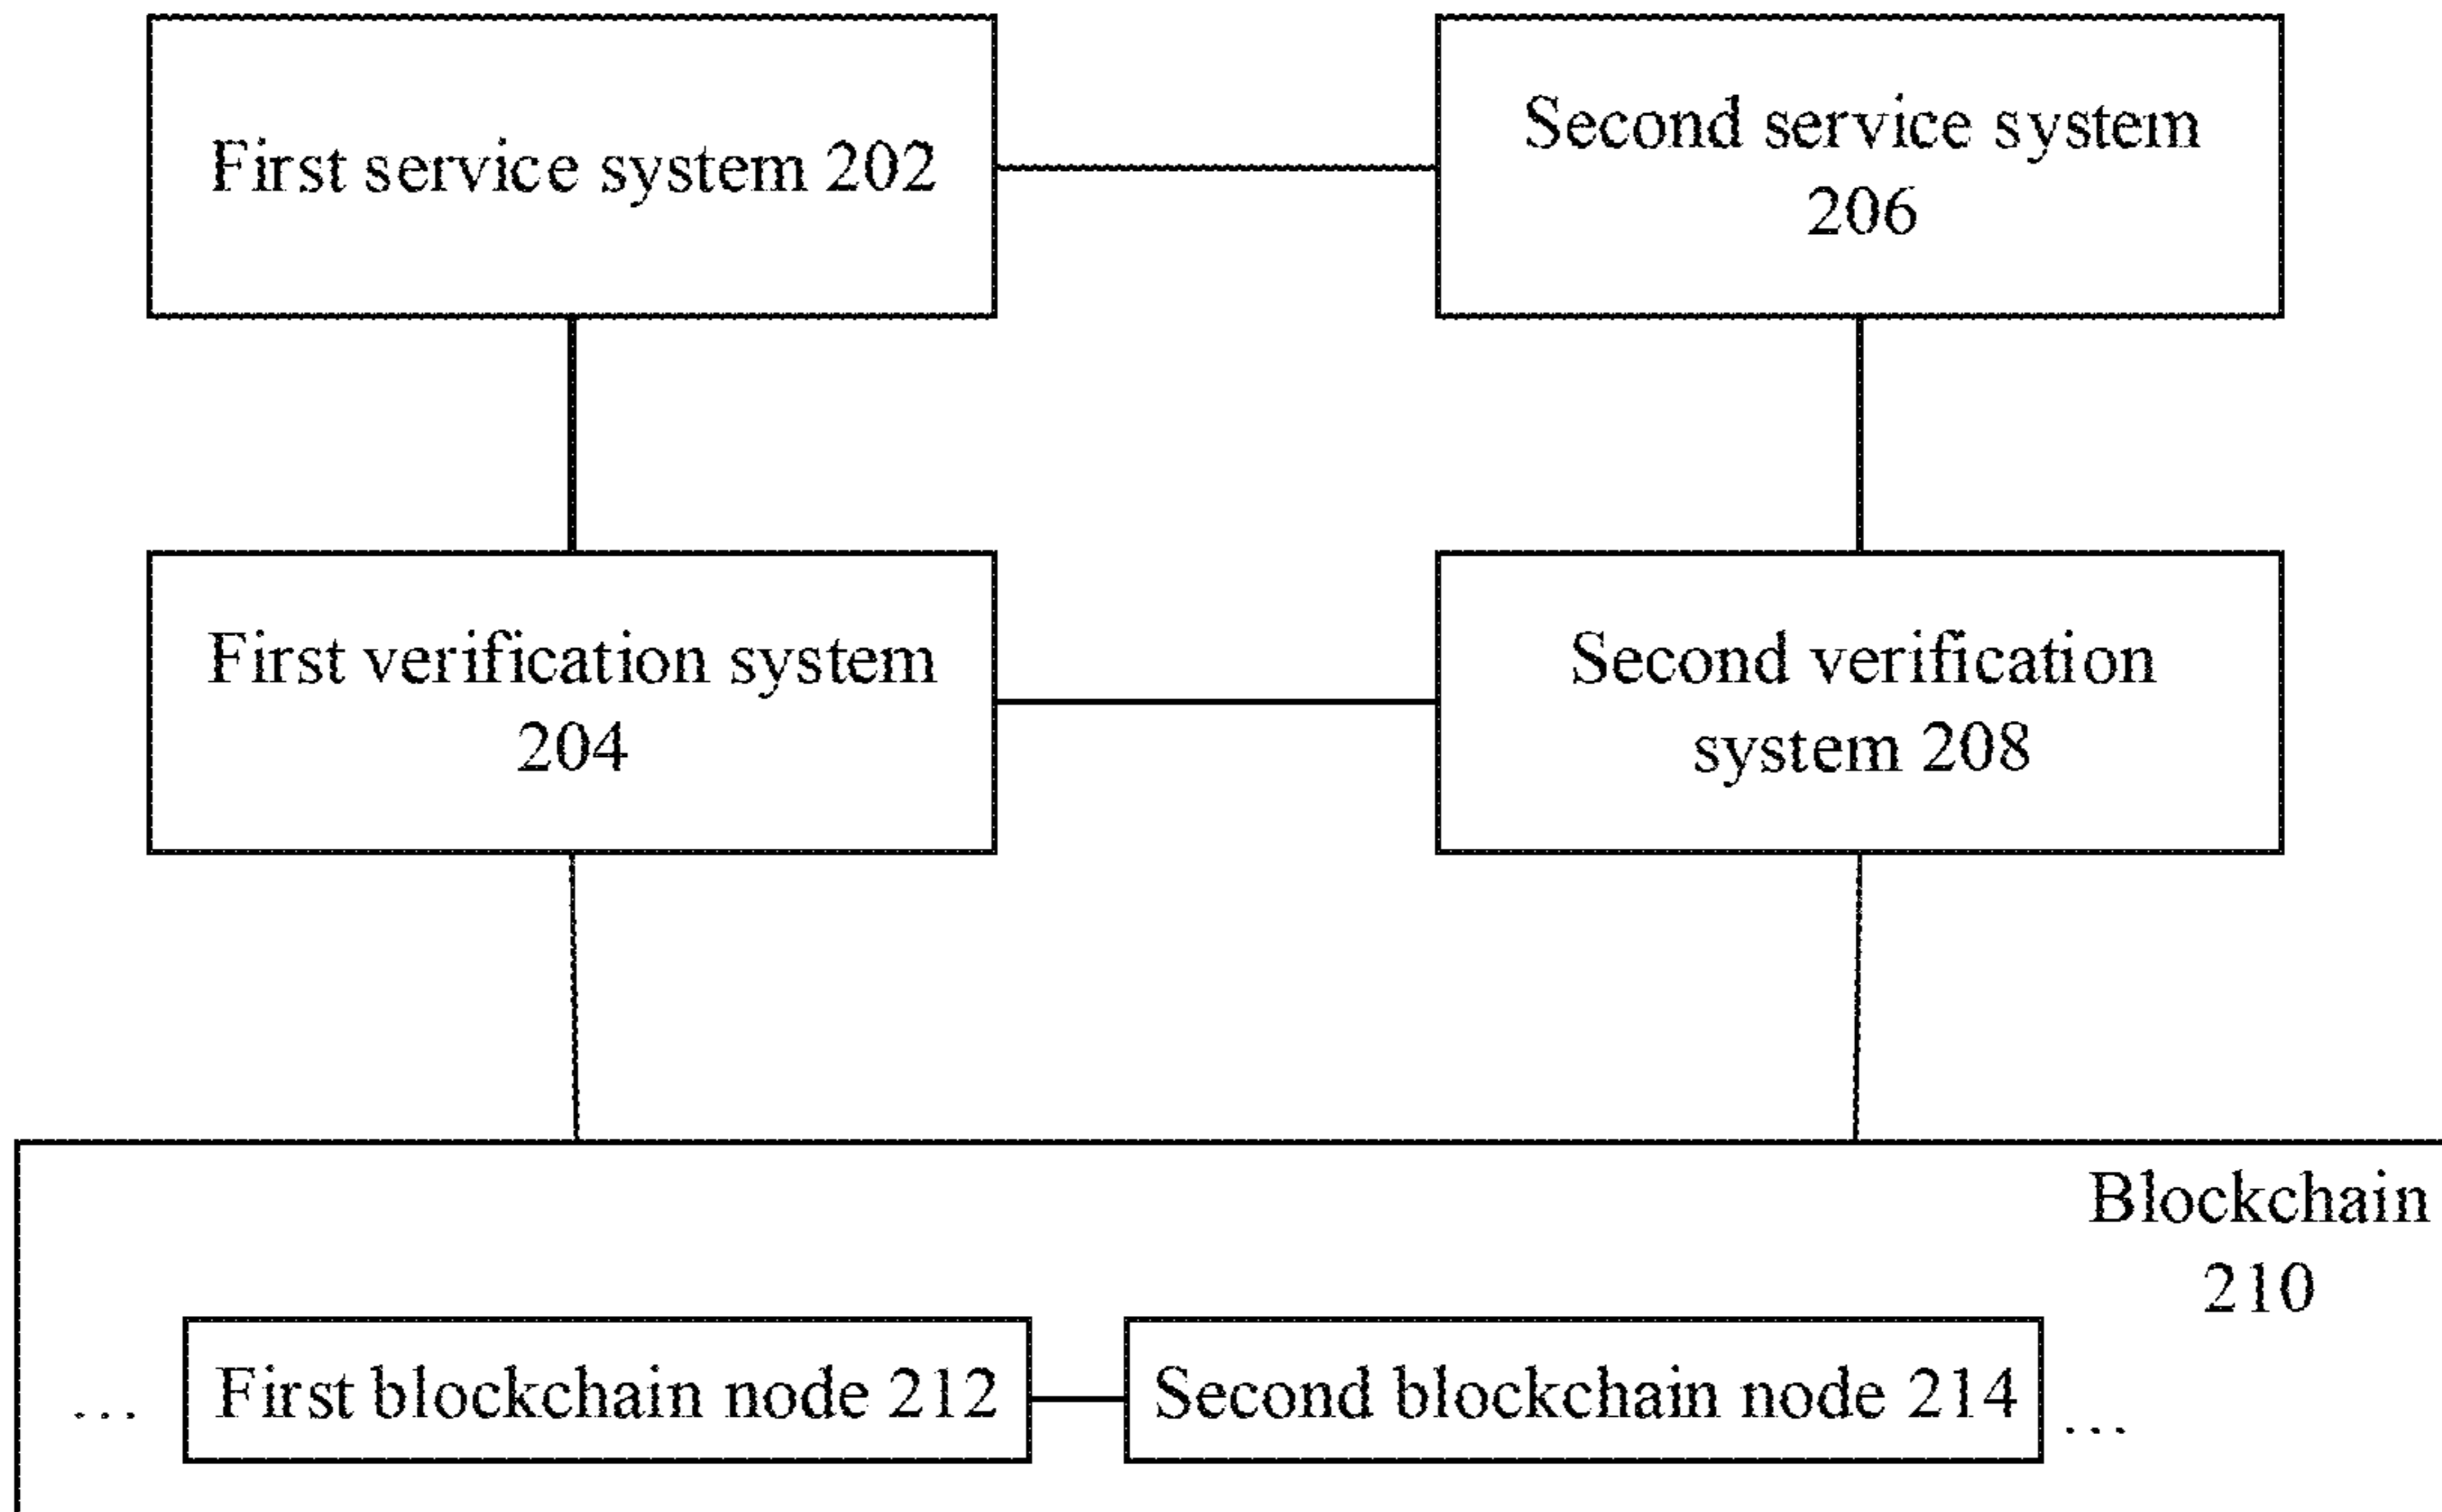 First service system 202
Second service system
206
First verification system
204
Second verification
system 208
Blockchain
210
... First blockchain node 212
Second blockchain node 214 ...